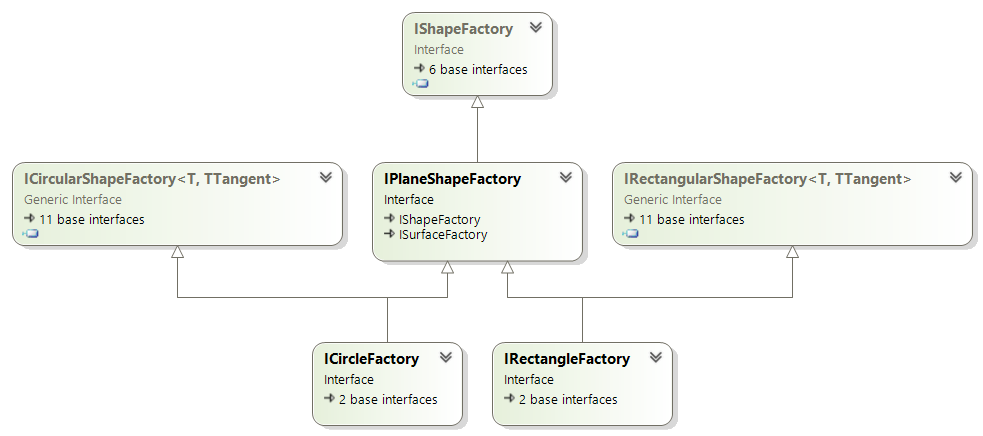 IShapeFactory
Interface
6 base interfaces
ICircularShapeFactory<T, TTangent>
Generic Interface
11 base interfaces
IPlaneShapeFactory
Interface
IShapeFactory
ISurfaceFactory
IRectangularShapeFactory<T, TTangent>
Generic Interface
11 base interfaces
ICircleFactory
Interface
2 base interfaces
IRectangleFactory
Interface
2 base interfaces